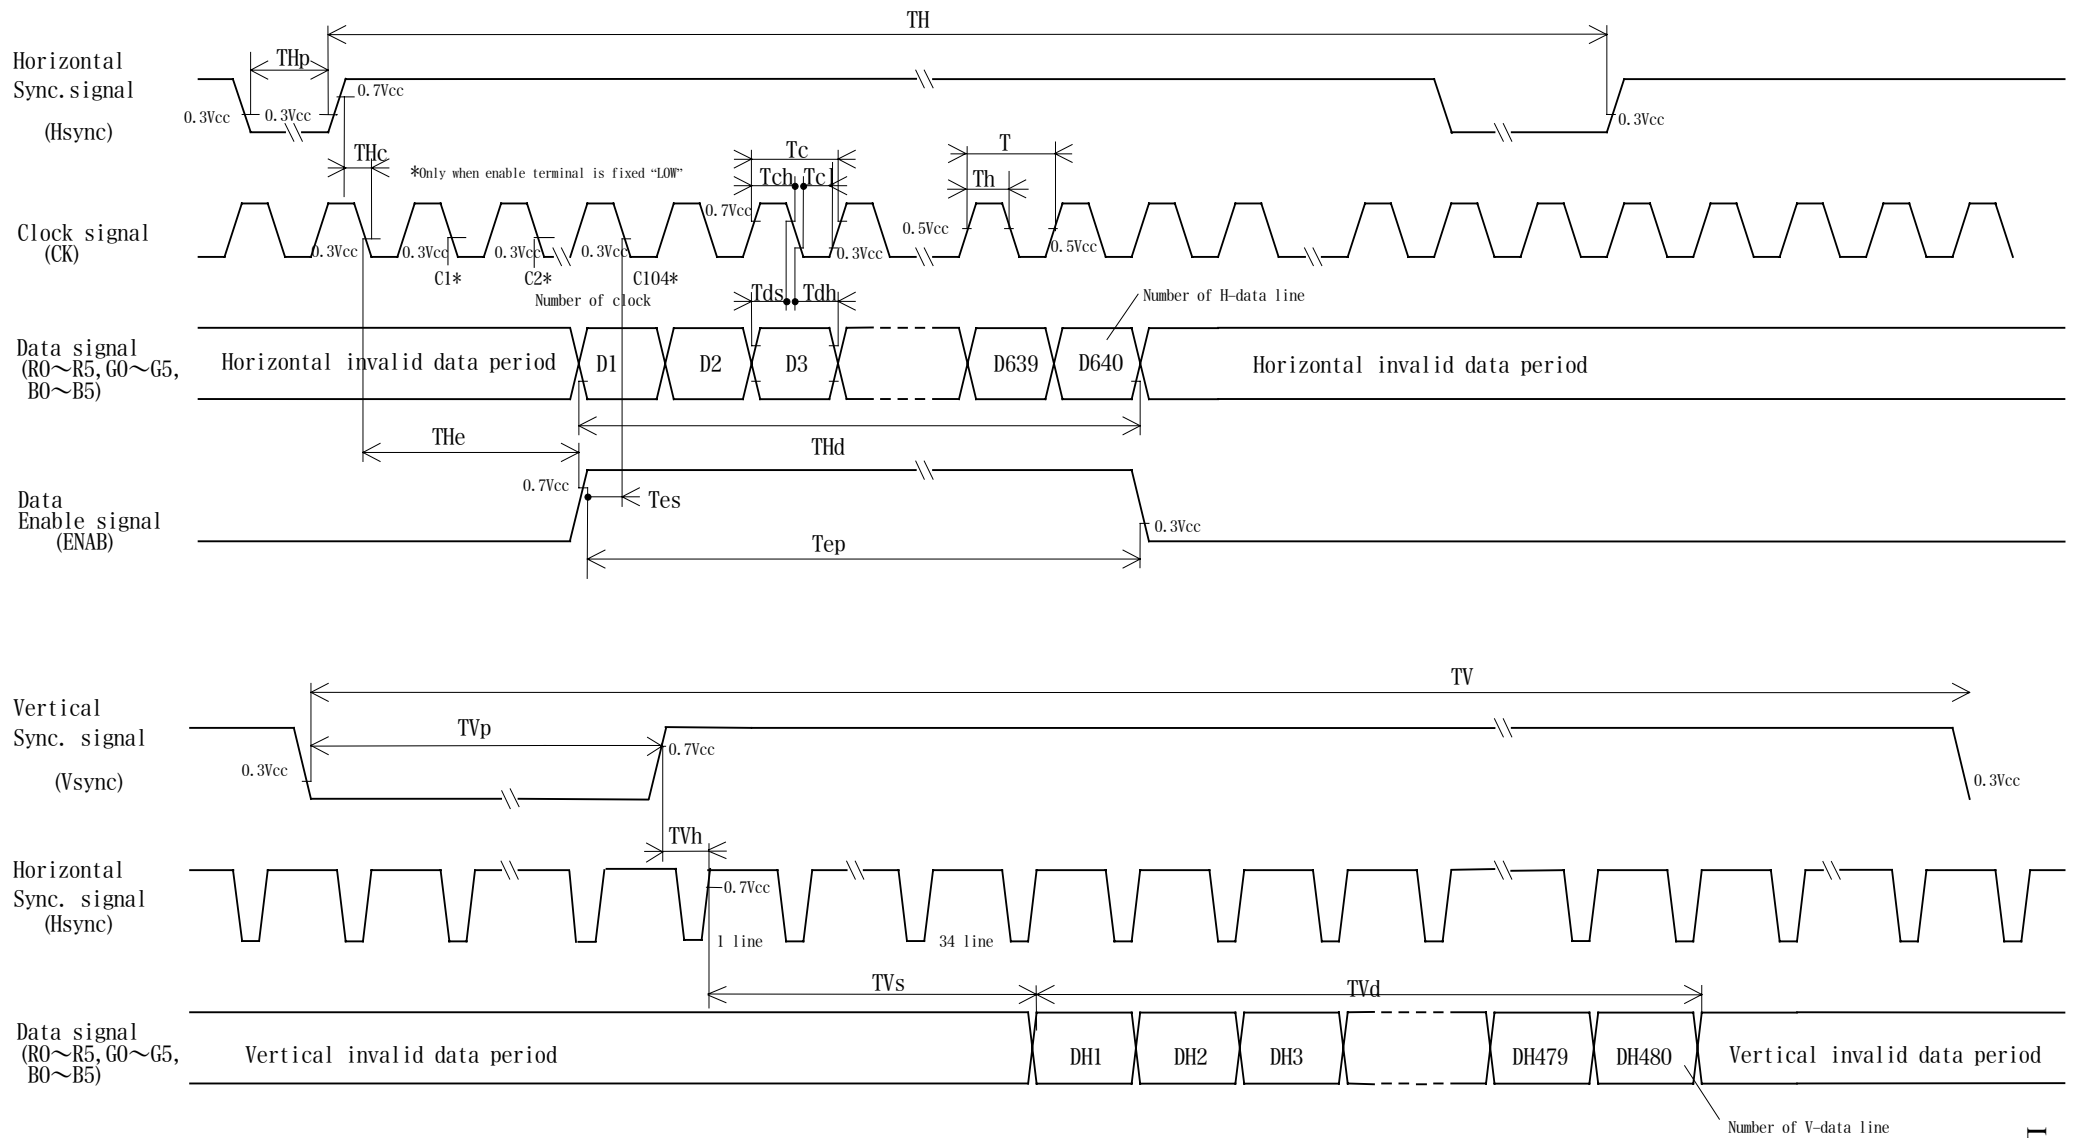 TH
Horizontal
THp
Sync.signal
0.7Vcc
0.3Vcc
0.3Vcc
0.3Vcc
(Hsync)
THc
*Only when enable terminal is fixed “LOW”
Tc
T
Tch
Tcl
Th
0.7Vcc
Clock signal
(CK)
0.3Vcc
0.3Vcc
0.3Vcc
0.3Vcc
0.3Vcc
0.5Vcc
0.5Vcc
C1*
C2*
C104*
Number of clock
Tds
Tdh
Number of H-data line
Data signal
(R0～R5,G0～G5,
B0～B5)
Horizontal invalid data period
D1
D2
D3
D639
D640
Horizontal invalid data period
THe
THd
0.7Vcc
Data
Enable signal
(ENAB)
Tes
0.3Vcc
Tep
TV
Vertical
Sync. signal
(Vsync)
TVp
0.7Vcc
0.3Vcc
0.3Vcc
TVh
Horizontal
Sync. signal
(Hsync)
0.7Vcc
1 line
34 line
TVs
TVd
Data signal
(R0～R5,G0～G5,
B0～B5)
Vertical invalid data period
DH1
DH2
DH3
DH479
DH480
Vertical invalid data period
Number of V-data line